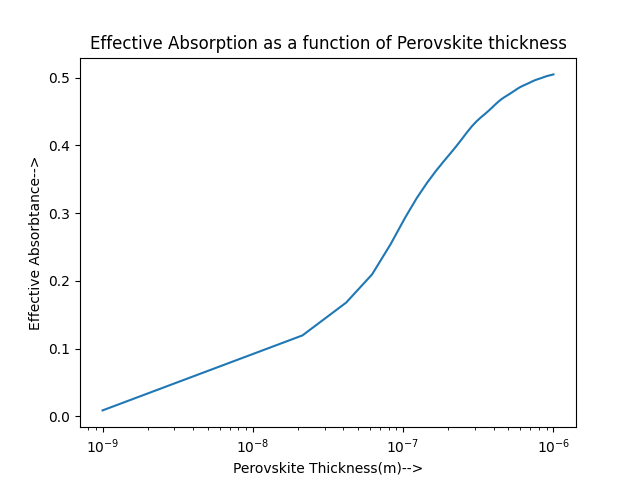 Effective Absorption as a function of Perovskite thickness
0.5
0.4
0.3
0.2
0.1
0.0
Effective Absorbtance-->
10⁻⁹ 10⁻⁸ 10⁻⁷ 10⁻⁶
Perovskite Thickness(m)-->